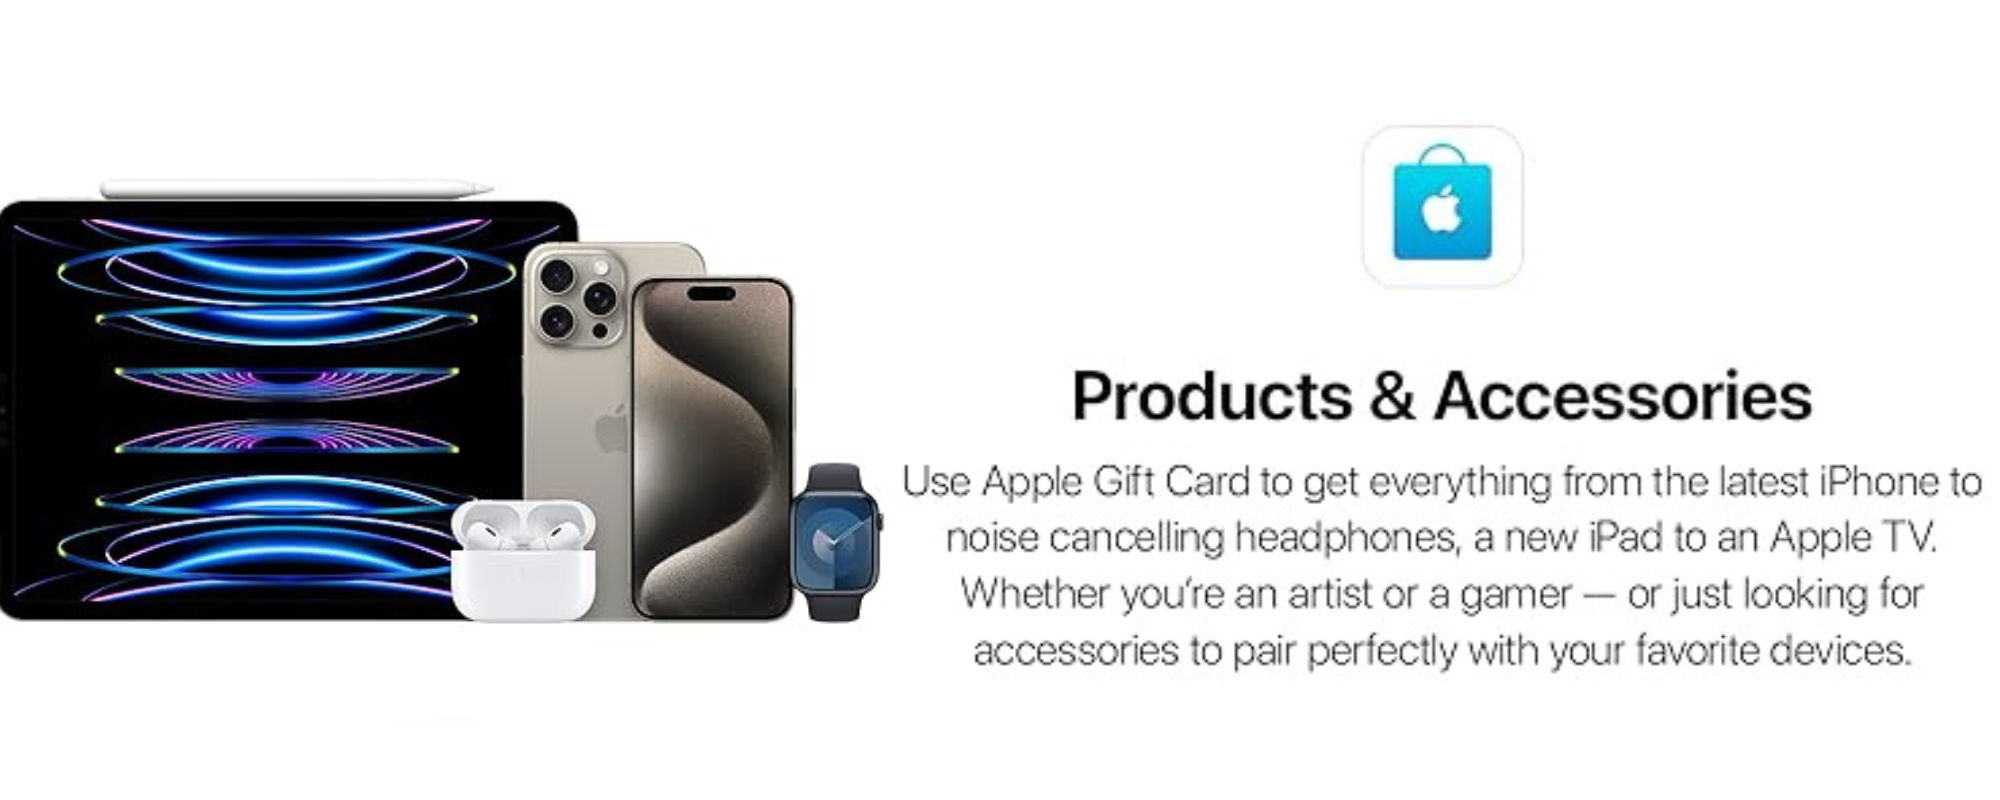 Products & Accessories
Use Apple Gift Card to get everything from the latest iPhone to
noise cancelling headphones, a new iPad to an Apple TV.
Whether you’re an artist or a gamer — or just looking for
accessories to pair perfectly with your favorite devices.